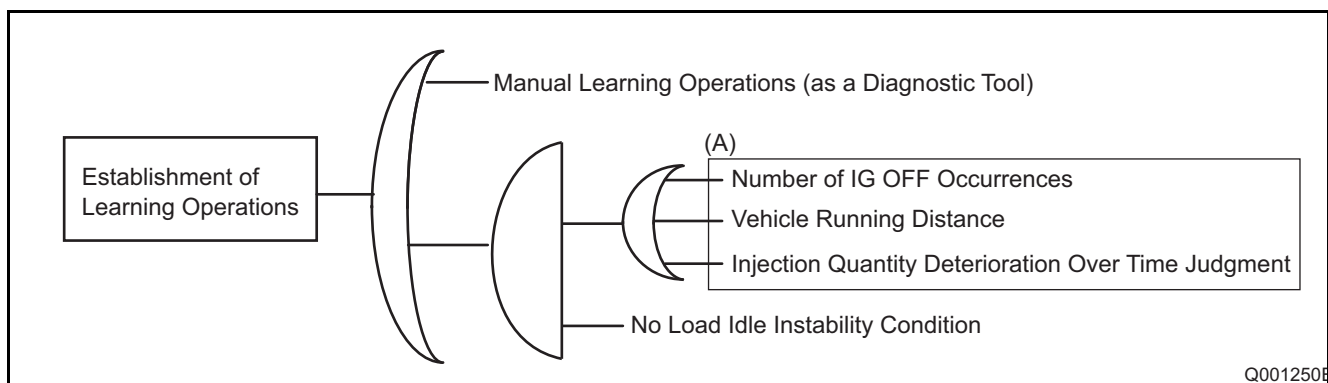 Manual Learning Operations (as a Diagnostic Tool)
Establishment of
Learning Operations
(A)
Number of IG OFF Occurrences
Vehicle Running Distance
Injection Quantity Deterioration Over Time Judgment
No Load Idle Instability Condition
Q001250E